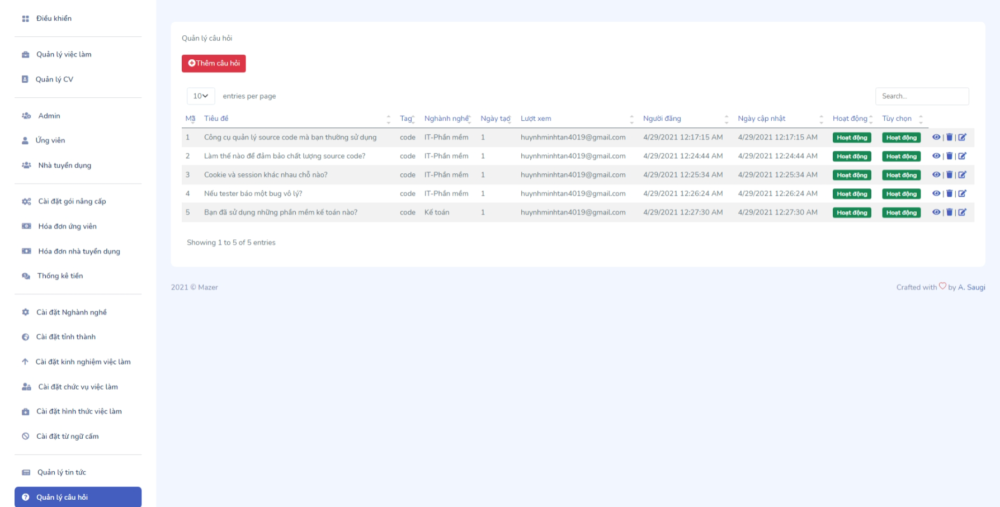 Điều khiển
Quản lý việc làm
Quản lý CV
Admin
Ứng viên
Nhà tuyển dụng
Cài đặt gói nâng cấp
Hóa đơn ứng viên
Hóa đơn nhà tuyển dụng
Thống kê tiền
Cài đặt Nghành nghề
Cài đặt tỉnh thành
Cài đặt kinh nghiệm việc làm
Cài đặt chức vụ việc làm
Cài đặt hình thức việc làm
Cài đặt từ ngữ cấm
Quản lý tin tức
Quản lý câu hỏi
Quản lý câu hỏi
Thêm câu hỏi
10 entries per page Search...
Mã Tiêu đề Tag Nghành nghề Ngày tạo Lượt xem Người đăng Ngày cập nhật Hoạt động Tùy chọn
1 Công cụ quản lý source code mà bạn thường sử dụng code IT-Phần mềm 1 huynhminhtan4019@gmail.com 4/29/2021 12:17:15 AM 4/29/2021 12:17:15 AM Hoạt động Hoạt động | |
2 Làm thế nào để đảm bảo chất lượng source code? code IT-Phần mềm 1 huynhminhtan4019@gmail.com 4/29/2021 12:24:44 AM 4/29/2021 12:24:44 AM Hoạt động Hoạt động | |
3 Cookie và session khác nhau chỗ nào? code IT-Phần mềm 1 huynhminhtan4019@gmail.com 4/29/2021 12:25:34 AM 4/29/2021 12:25:34 AM Hoạt động Hoạt động | |
4 Nếu tester báo một bug vô lý? code IT-Phần mềm 1 huynhminhtan4019@gmail.com 4/29/2021 12:26:24 AM 4/29/2021 12:26:24 AM Hoạt động Hoạt động | |
5 Bạn đã sử dụng những phần mềm kế toán nào? code Kế toán 1 huynhminhtan4019@gmail.com 4/29/2021 12:27:30 AM 4/29/2021 12:27:30 AM Hoạt động Hoạt động | |
Showing 1 to 5 of 5 entries
2021 © Mazer Crafted with ♡ by A. Saugi